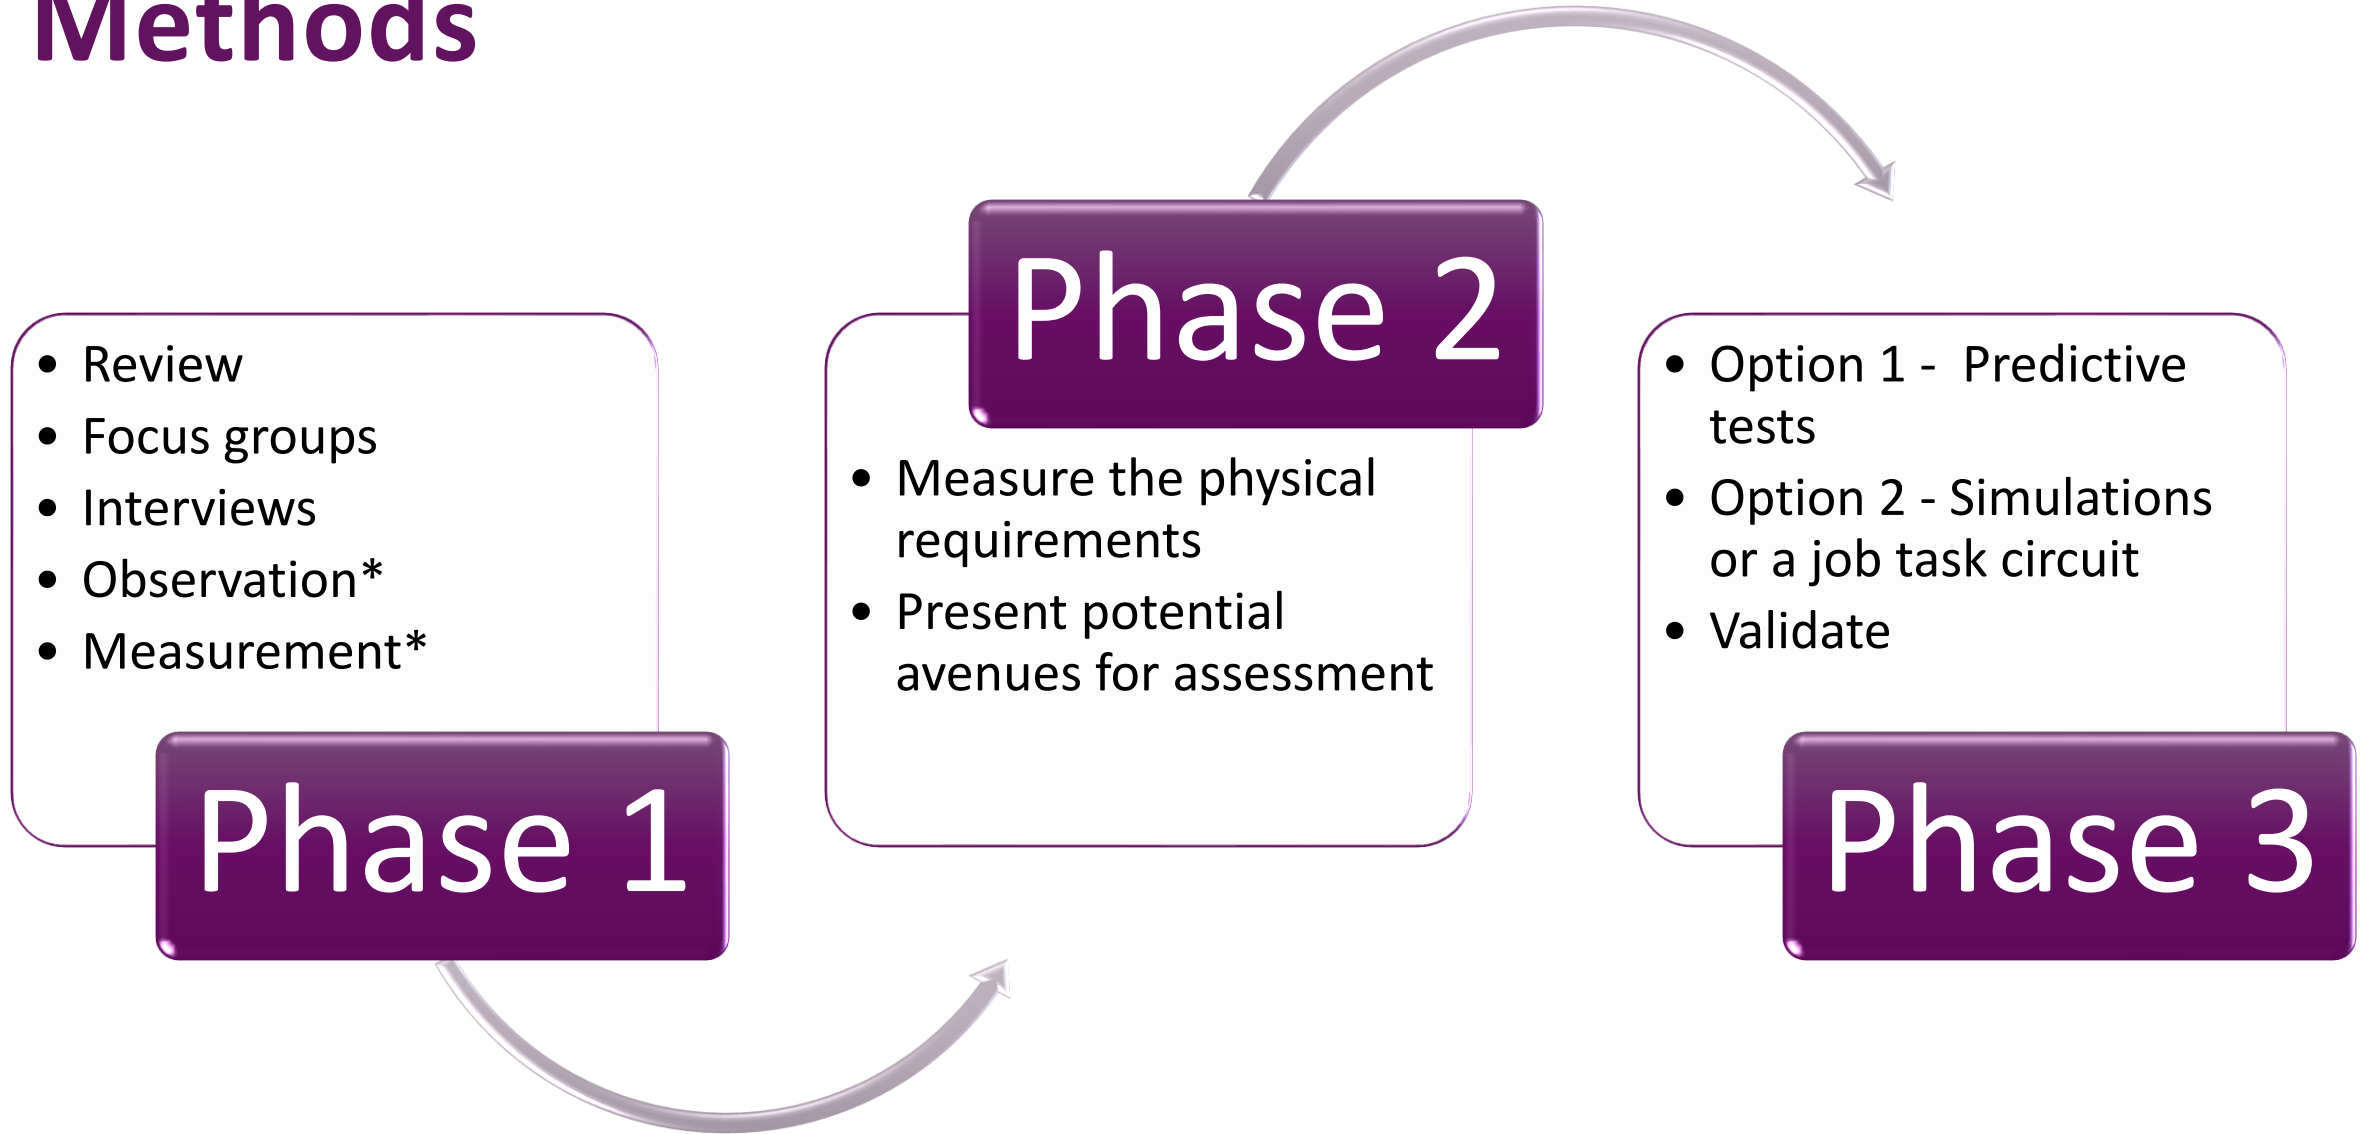 Methods
• Review
• Focus groups
• Interviews
• Observation*
• Measurement*
Phase 1
Phase 2
• Measure the physical
requirements
• Present potential
avenues for assessment
• Option 1 -  Predictive
tests
• Option 2 - Simulations
or a job task circuit
• Validate
Phase 3